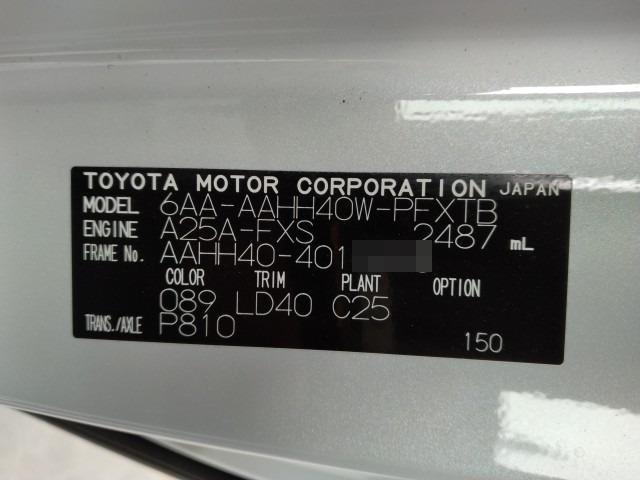 TOYOTA MOTOR CORPORATION JAPAN
MODEL 6AA-AAHH40W-PFXTB
ENGINE A25A-FXS 2487 mL
FRAME No. AAHH40-401
COLOR TRIM PLANT OPTION
089 LD40 C25
TRANS./AXLE P810
150